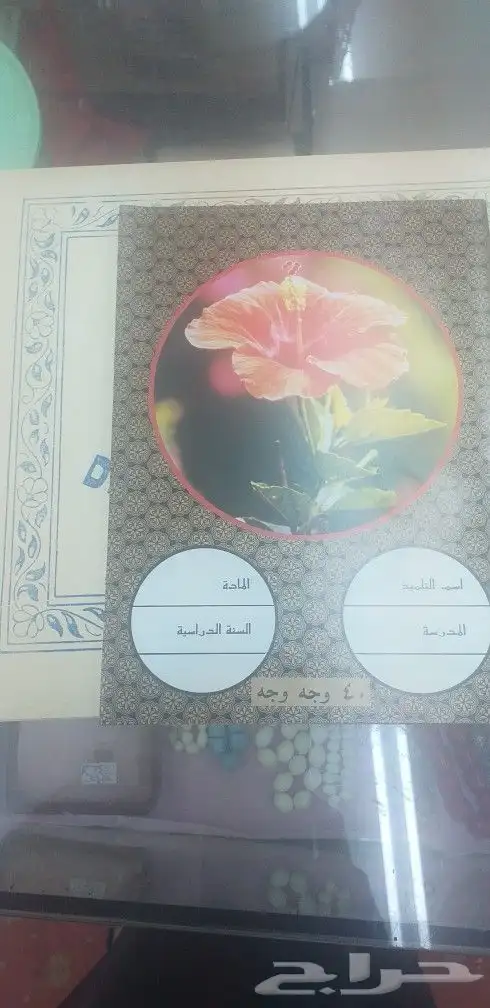 اسم التلميذ
المدرسة
المادة
السنة الدراسية
٤٠ وجه وجه
D
حراج